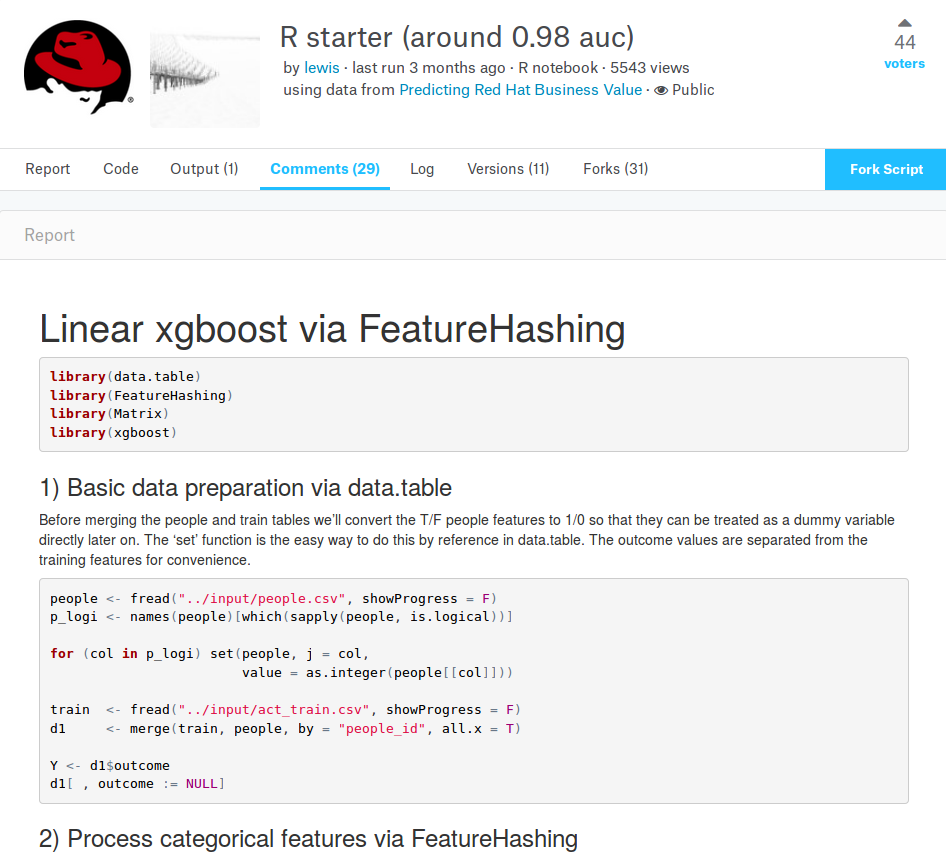 R starter (around 0.98 auc)
by lewis · last run 3 months ago · R notebook · 5543 views
using data from Predicting Red Hat Business Value · Public
44
voters
Report
Code
Output (1)
Comments (29)
Log
Versions (11)
Forks (31)
Fork Script
Report
Linear xgboost via FeatureHashing
library(data.table)
library(FeatureHashing)
library(Matrix)
library(xgboost)
1) Basic data preparation via data.table
Before merging the people and train tables we’ll convert the T/F people features to 1/0 so that they can be treated as a dummy variable
directly later on. The ‘set’ function is the easy way to do this by reference in data.table. The outcome values are separated from the
training features for convenience.
people <- fread("../input/people.csv", showProgress = F)
p_logi <- names(people)[which(sapply(people, is.logical))]
for (col in p_logi) set(people, j = col,
value = as.integer(people[[col]]))
train  <- fread("../input/act_train.csv", showProgress = F)
d1     <- merge(train, people, by = "people_id", all.x = T)
Y <- d1$outcome
d1[ , outcome := NULL]
2) Process categorical features via FeatureHashing